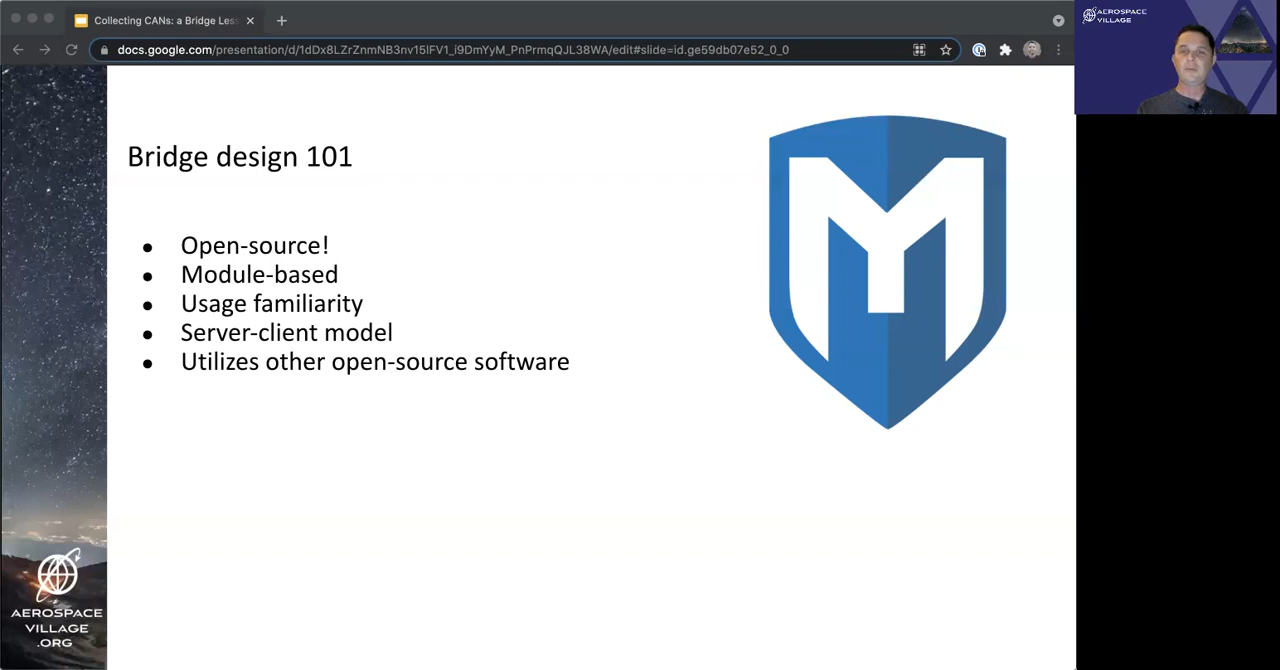 Collecting CANs: a Bridge Les
docs.google.com/presentation/d/1dDx8LZrZnmNB3nv15lFV1_i9DmYyM_PnPrmqQJL38WA/edit#slide=id.ge59db07e52_0_0
AEROSPACE
VILLAGE
Bridge design 101
● Open-source!
● Module-based
● Usage familiarity
● Server-client model
● Utilizes other open-source software
M
AEROSPACE
VILLAGE
.ORG